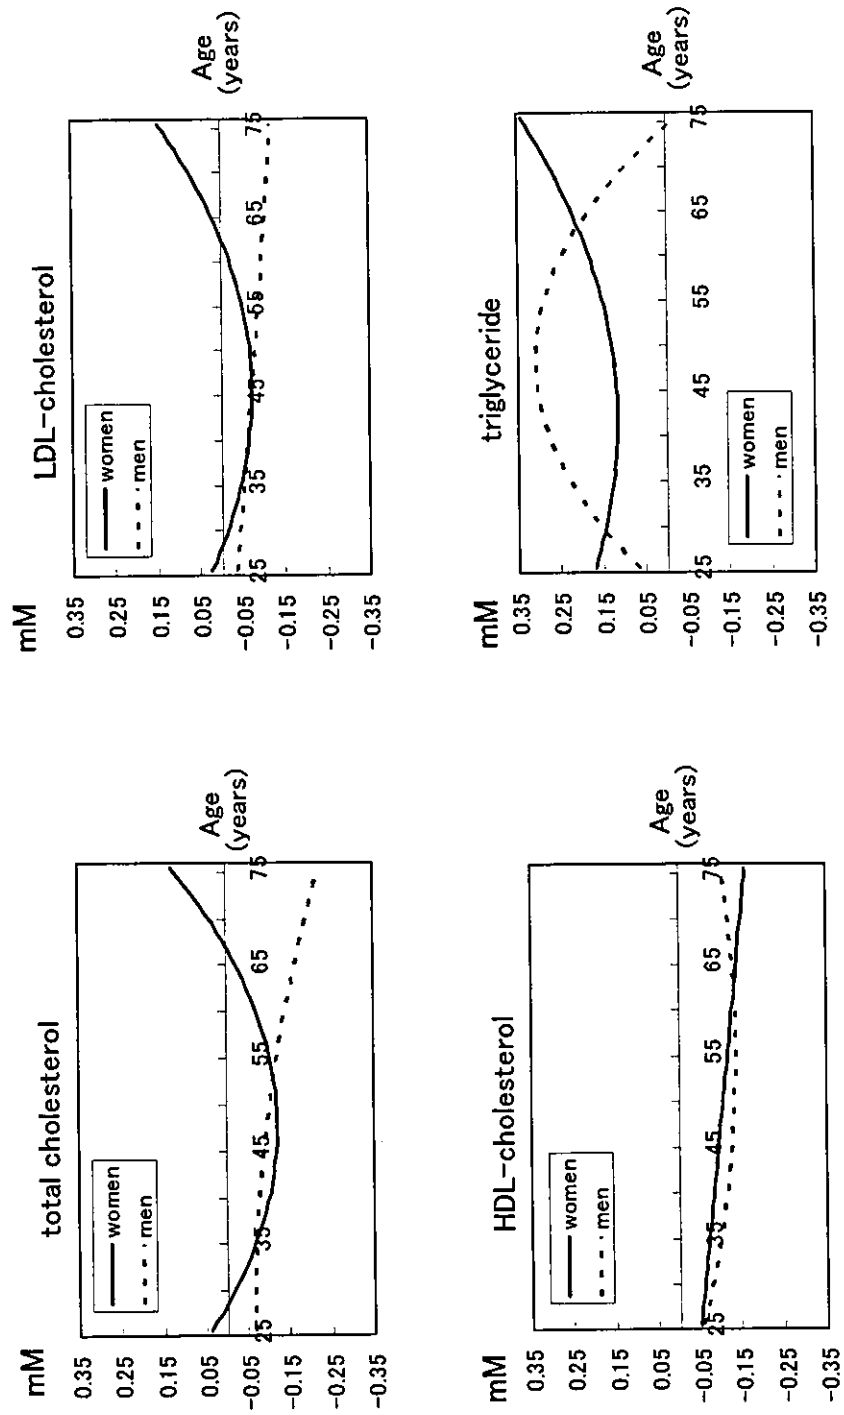 total cholesterol
mM
0.35
0.25
0.15
0.05
-0.05
-0.15
-0.25
-0.35
women
men
25 35 45 55 65 75
Age
(years)
LDL-cholesterol
mM
0.35
0.25
0.15
0.05
-0.05
-0.15
-0.25
-0.35
women
men
25 35 45 55 65 75
Age
(years)
HDL-cholesterol
mM
0.35
0.25
0.15
0.05
-0.05
-0.15
-0.25
-0.35
women
men
25 35 45 55 65 75
Age
(years)
triglyceride
mM
0.35
0.25
0.15
0.05
-0.05
-0.15
-0.25
-0.35
women
men
25 35 45 55 65 75
Age
(years)